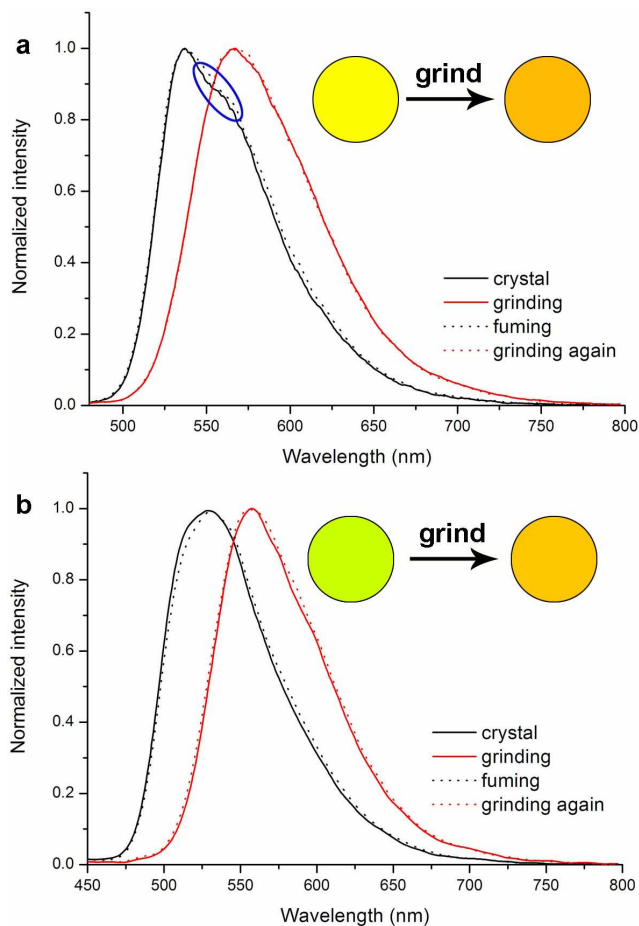 a
grind
Normalized intensity
1.0
0.8
0.6
0.4
0.2
0.0
crystal
grinding
fuming
grinding again
500 550 600 650 700 750 800
Wavelength (nm)
b
grind
Normalized intensity
1.0
0.8
0.6
0.4
0.2
0.0
crystal
grinding
fuming
grinding again
450 500 550 600 650 700 750 800
Wavelength (nm)